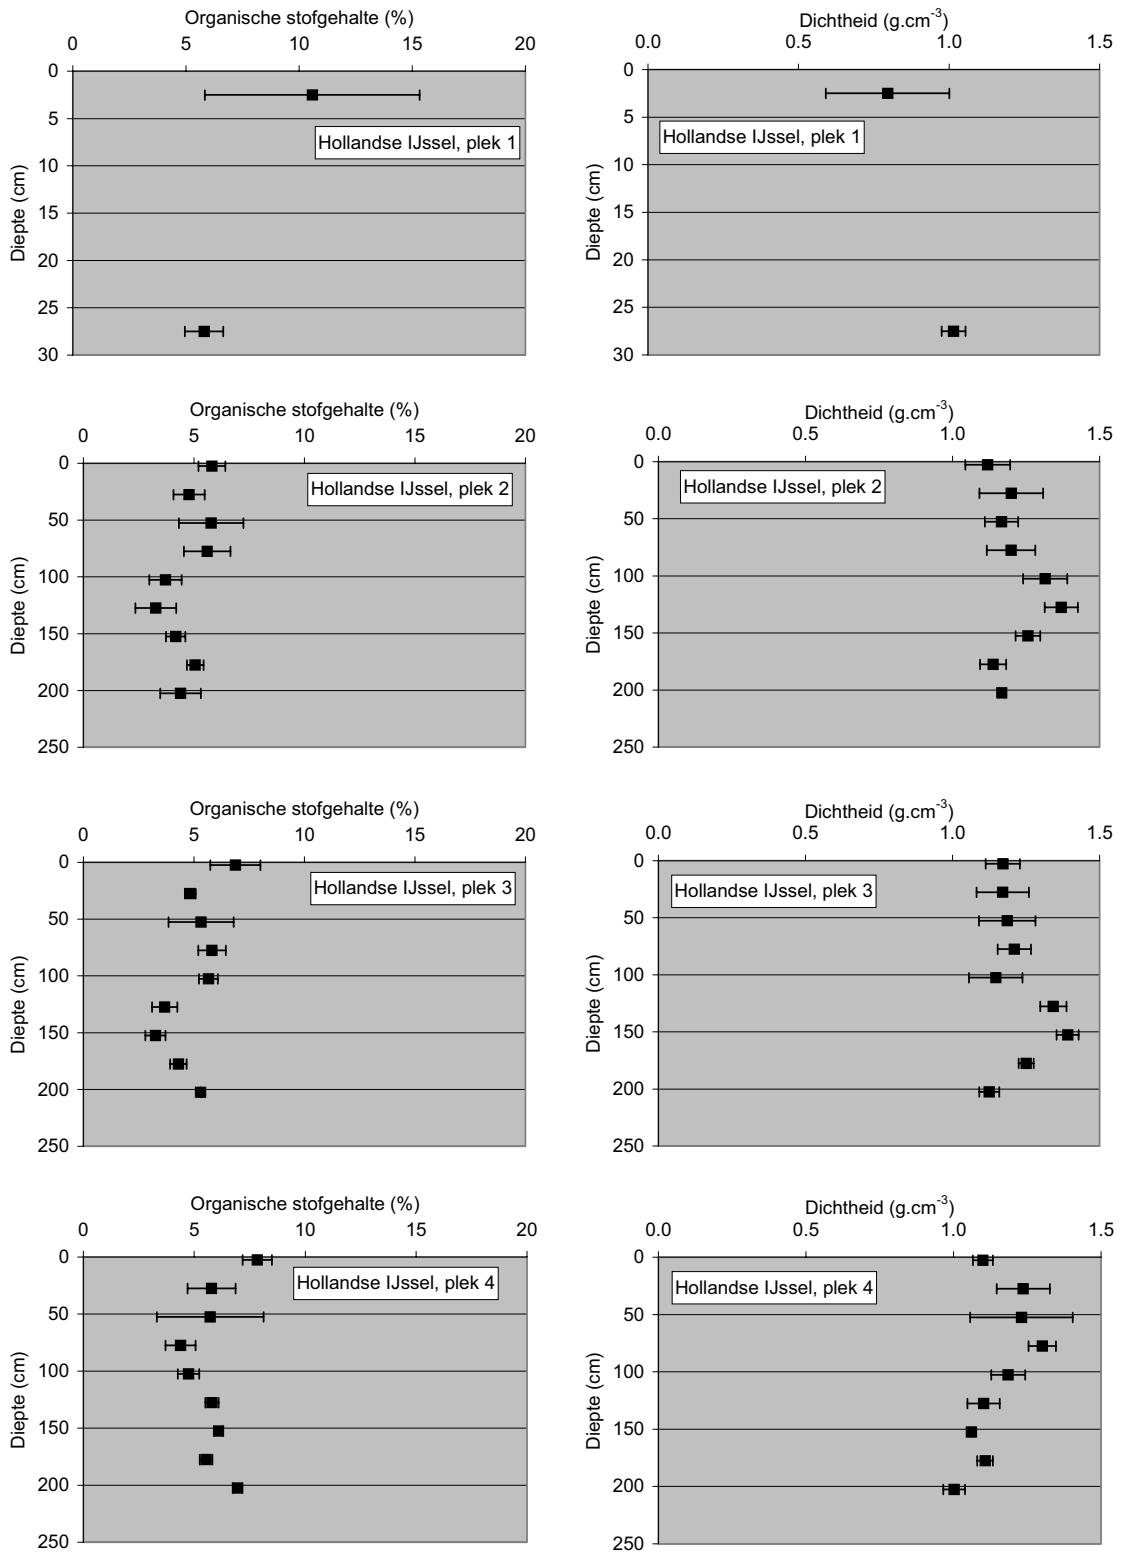 Organische stofgehalte (%)
0 5 10 15 20
0
5
10
15
20
25
30
Diepte (cm)
Hollandse IJssel, plek 1
Dichtheid (g.cm-3)
0.0 0.5 1.0 1.5
0
5
10
15
20
25
30
Diepte (cm)
Hollandse IJssel, plek 1
Organische stofgehalte (%)
0 5 10 15 20
0
50
100
150
200
250
Diepte (cm)
Hollandse IJssel, plek 2
Dichtheid (g.cm-3)
0.0 0.5 1.0 1.5
0
50
100
150
200
250
Diepte (cm)
Hollandse IJssel, plek 2
Organische stofgehalte (%)
0 5 10 15 20
0
50
100
150
200
250
Diepte (cm)
Hollandse IJssel, plek 3
Dichtheid (g.cm-3)
0.0 0.5 1.0 1.5
0
50
100
150
200
250
Diepte (cm)
Hollandse IJssel, plek 3
Organische stofgehalte (%)
0 5 10 15 20
0
50
100
150
200
250
Diepte (cm)
Hollandse IJssel, plek 4
Dichtheid (g.cm-3)
0.0 0.5 1.0 1.5
0
50
100
150
200
250
Diepte (cm)
Hollandse IJssel, plek 4